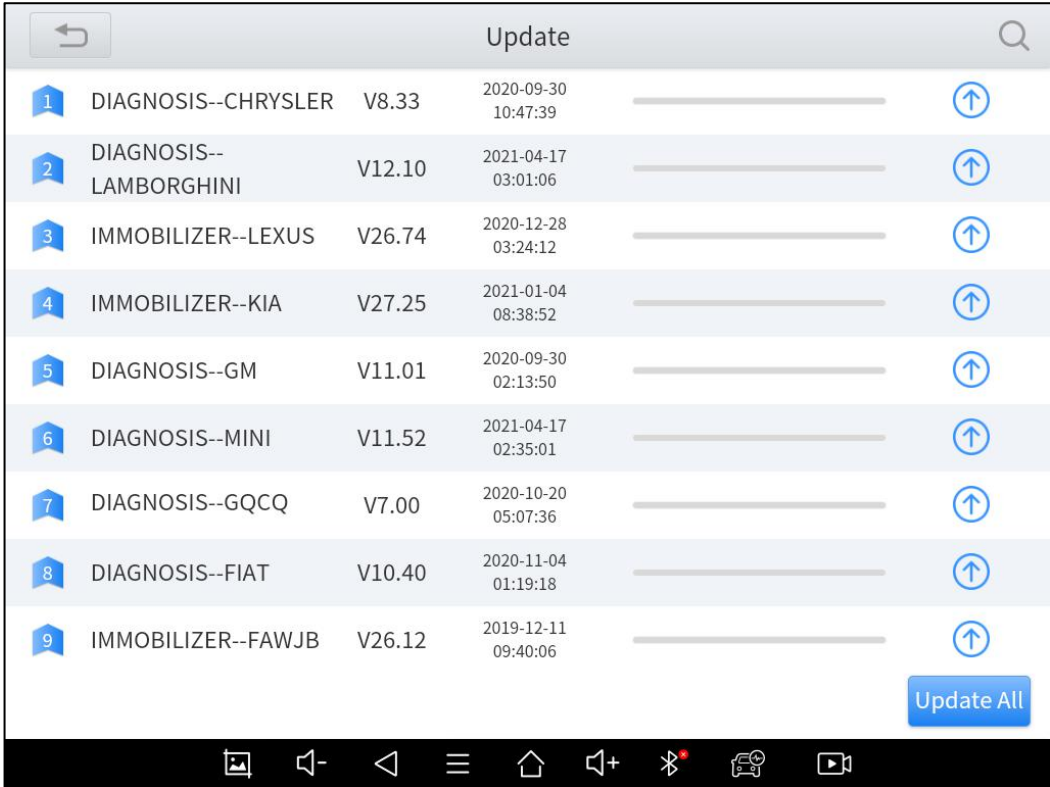 Update
1 DIAGNOSIS--CHRYSLER V8.33 2020-09-30
10:47:39
2 DIAGNOSIS--
LAMBORGHINI V12.10 2021-04-17
03:01:06
3 IMMOBILIZER--LEXUS V26.74 2020-12-28
03:24:12
4 IMMOBILIZER--KIA V27.25 2021-01-04
08:38:52
5 DIAGNOSIS--GM V11.01 2020-09-30
02:13:50
6 DIAGNOSIS--MINI V11.52 2021-04-17
02:35:01
7 DIAGNOSIS--GQCQ V7.00 2020-10-20
05:07:36
8 DIAGNOSIS--FIAT V10.40 2020-11-04
01:19:18
9 IMMOBILIZER--FAWJB V26.12 2019-12-11
09:40:06
Update All